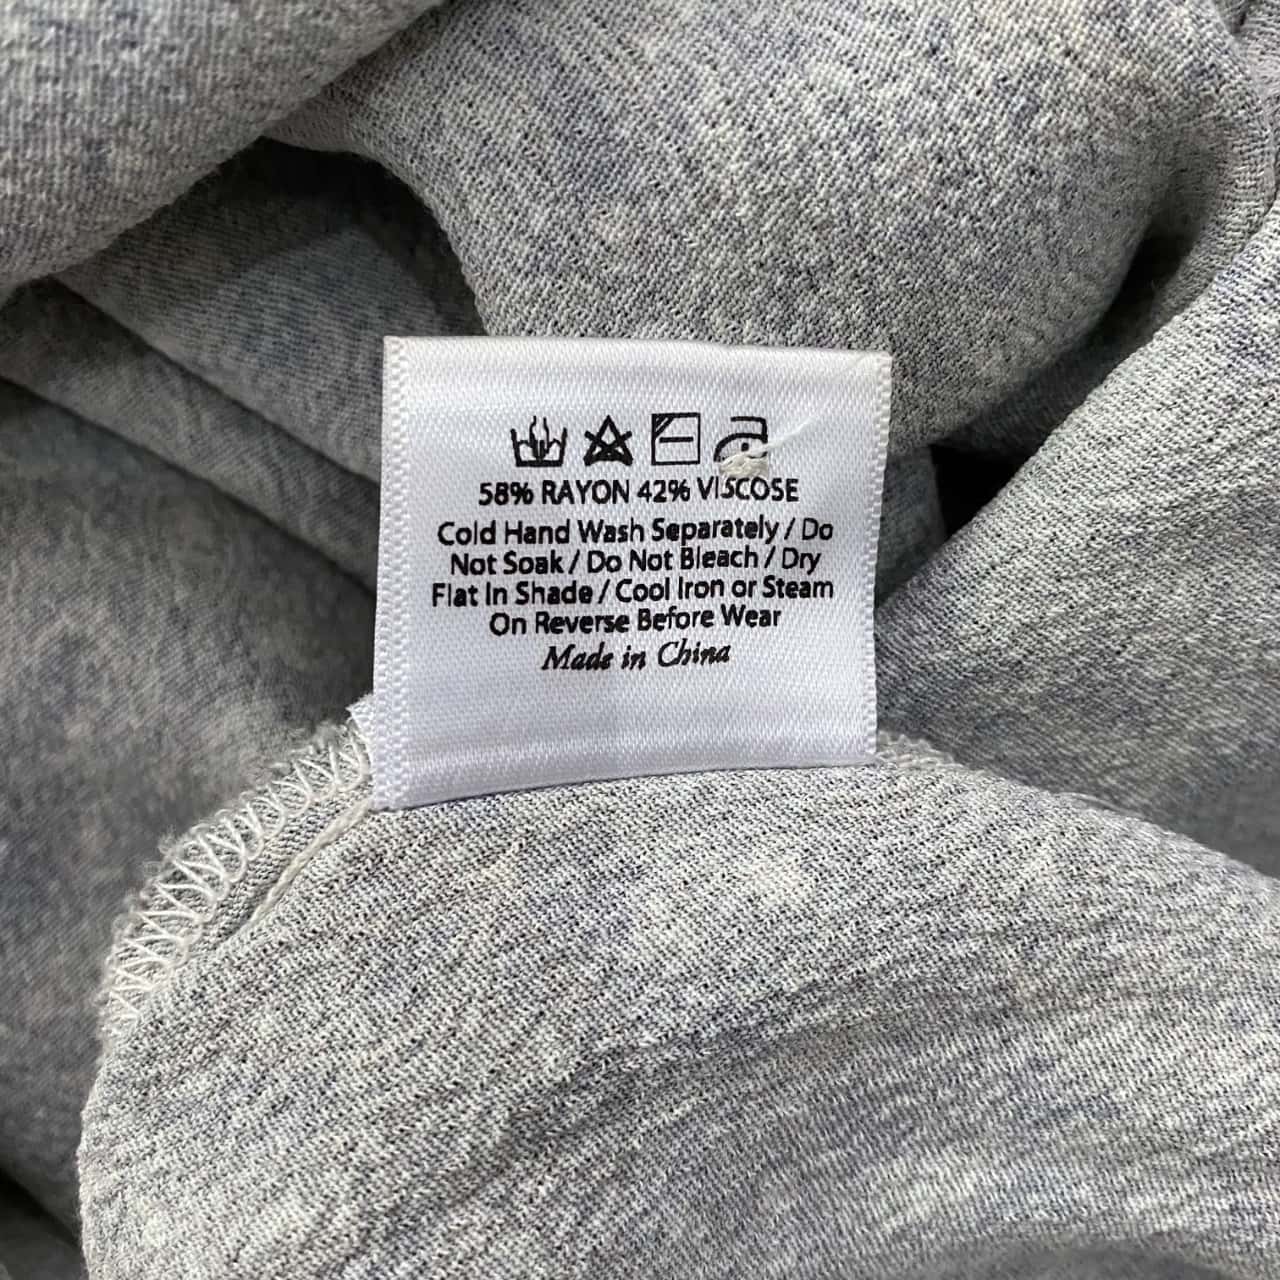 58% RAYON 42% VISCOSE
Cold Hand Wash Separately / Do
Not Soak / Do Not Bleach / Dry
Flat In Shade / Cool Iron or Steam
On Reverse Before Wear
Made in China